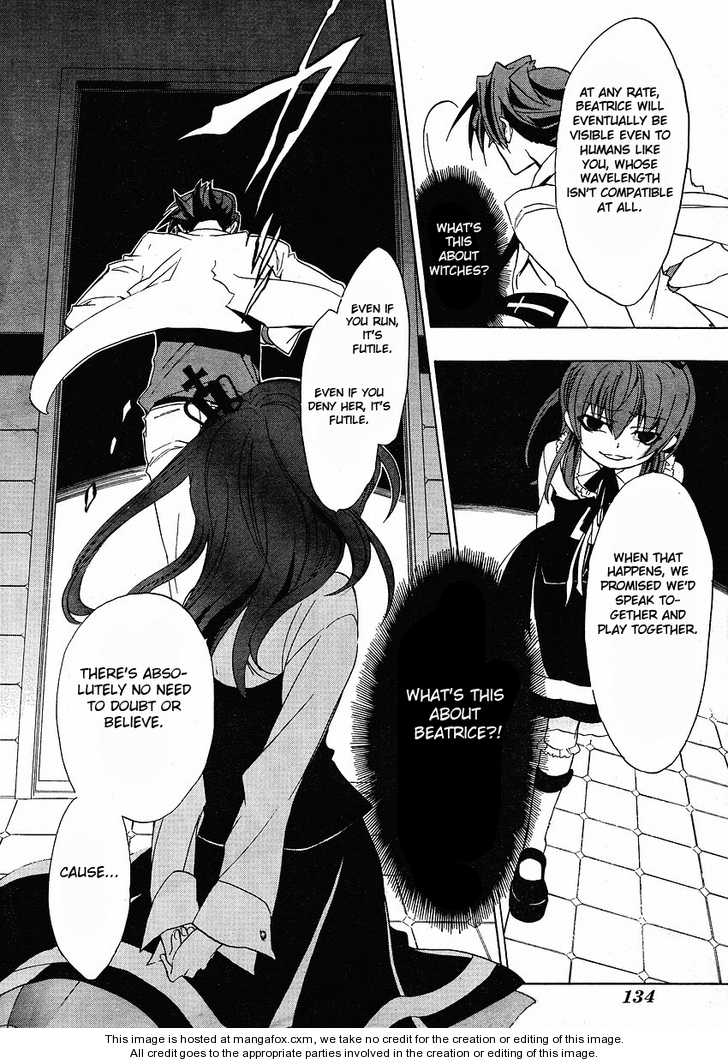 AT ANY RATE,
BEATRICE WILL
EVENTUALLY BE
VISIBLE EVEN TO
HUMANS LIKE
YOU, WHOSE
WAVELENGTH
ISN'T COMPATIBLE
AT ALL.
WHAT'S
THIS
ABOUT
WITCHES?
WHEN THAT
HAPPENS, WE
PROMISED WE'D
SPEAK TO-
GETHER AND
PLAY TOGETHER.
WHAT'S THIS
ABOUT
BEATRICE?!
EVEN IF
YOU RUN,
IT'S
FUTILE.
EVEN IF YOU
DENY HER, IT'S
FUTILE.
THERE'S ABSO-
LUTELY NO NEED
TO DOUBT OR
BELIEVE.
CAUSE...
134
This image is hosted at mangafox.cxm, we take no credit for the creation or editing of this image.
All credit goes to the appropriate parties involved in the creation and editing of this image.